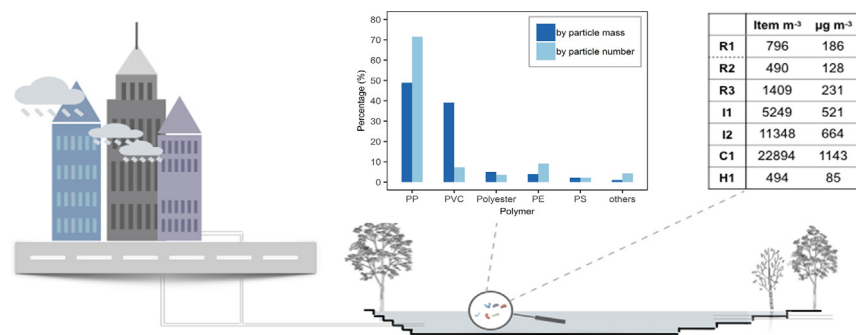 80
70
60
50
40
30
20
10
0
Percentage (%)
by particle mass
by particle number
PP PVC Polyester PE PS others
Polymer
Item m-³ µg m-³
R1 796 186
R2 490 128
R3 1409 231
I1 5249 521
I2 11348 664
C1 22894 1143
H1 494 85